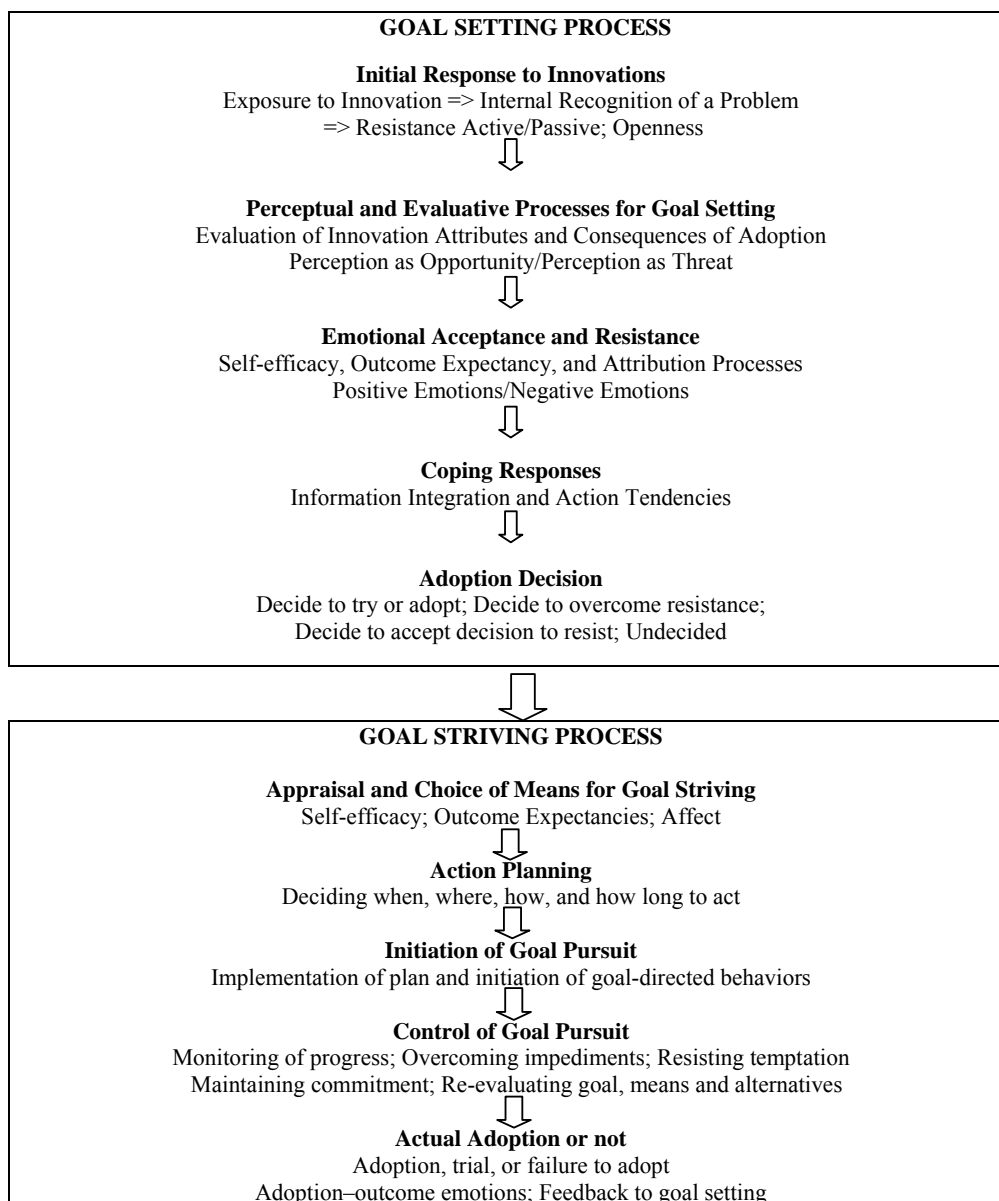 GOAL SETTING PROCESS
Initial Response to Innovations
Exposure to Innovation => Internal Recognition of a Problem
=> Resistance Active/Passive; Openness
Perceptual and Evaluative Processes for Goal Setting
Evaluation of Innovation Attributes and Consequences of Adoption
Perception as Opportunity/Perception as Threat
Emotional Acceptance and Resistance
Self-efficacy, Outcome Expectancy, and Attribution Processes
Positive Emotions/Negative Emotions
Coping Responses
Information Integration and Action Tendencies
Adoption Decision
Decide to try or adopt; Decide to overcome resistance;
Decide to accept decision to resist; Undecided
GOAL STRIVING PROCESS
Appraisal and Choice of Means for Goal Striving
Self-efficacy; Outcome Expectancies; Affect
Action Planning
Deciding when, where, how, and how long to act
Initiation of Goal Pursuit
Implementation of plan and initiation of goal-directed behaviors
Control of Goal Pursuit
Monitoring of progress; Overcoming impediments; Resisting temptation
Maintaining commitment; Re-evaluating goal, means and alternatives
Actual Adoption or not
Adoption, trial, or failure to adopt
Adoption–outcome emotions; Feedback to goal setting